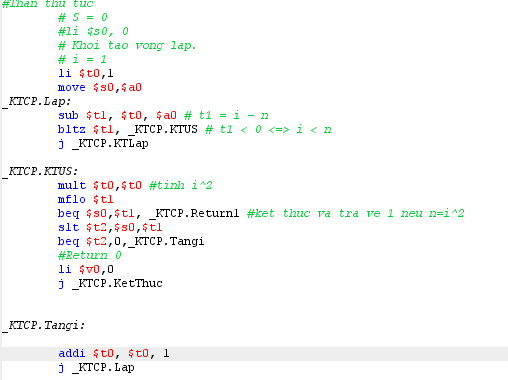 #Than thu tuc
# S = 0
#li $s0, 0
# Khoi tao vong lap.
# i = 1
li $t0,1
move $s0,$a0
_KTCP.Lap:
sub $t1, $t0, $a0 # t1 = i - n
bltz $t1, _KTCP.KTUS # t1 < 0 <=> i < n
j _KTCP.KTLap
_KTCP.KTUS:
mult $t0,$t0 #tinh i^2
mflo $t1
beq $s0,$t1, _KTCP.Return1 #ket thuc va tra ve 1 neu n=i^2
slt $t2,$s0,$t1
beq $t2,0,_KTCP.Tangi
#Return 0
li $v0,0
j _KTCP.KetThuc
_KTCP.Tangi:
addi $t0, $t0, 1
j _KTCP.Lap